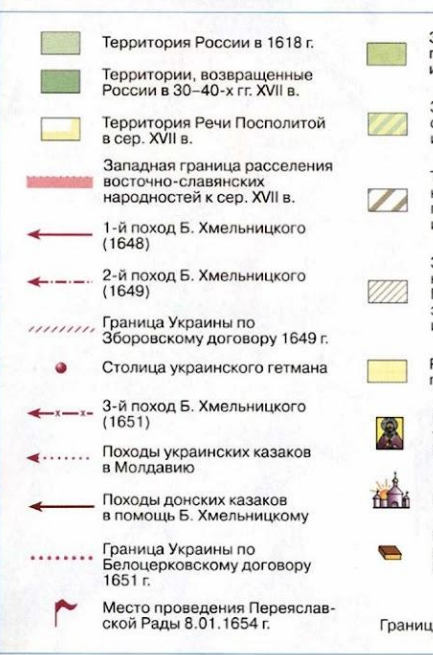 Территория России в 1618 г.
Территории, возвращенные
России в 30–40-х гг. XVII в.
Территория Речи Посполитой
в сер. XVII в.
Западная граница расселения
восточно-славянских
народностей к сер. XVII в.
1-й поход Б. Хмельницкого
(1648)
2-й поход Б. Хмельницкого
(1649)
Граница Украины по
Зборовскому договору 1649 г.
Столица украинского гетмана
3-й поход Б. Хмельницкого
(1651)
Походы украинских казаков
в Молдавию
Походы донских казаков
в помощь Б. Хмельницкому
Граница Украины по
Белоцерковскому договору
1651 г.
Место проведения Переяслав-
ской Рады 8.01.1654 г.
Границ